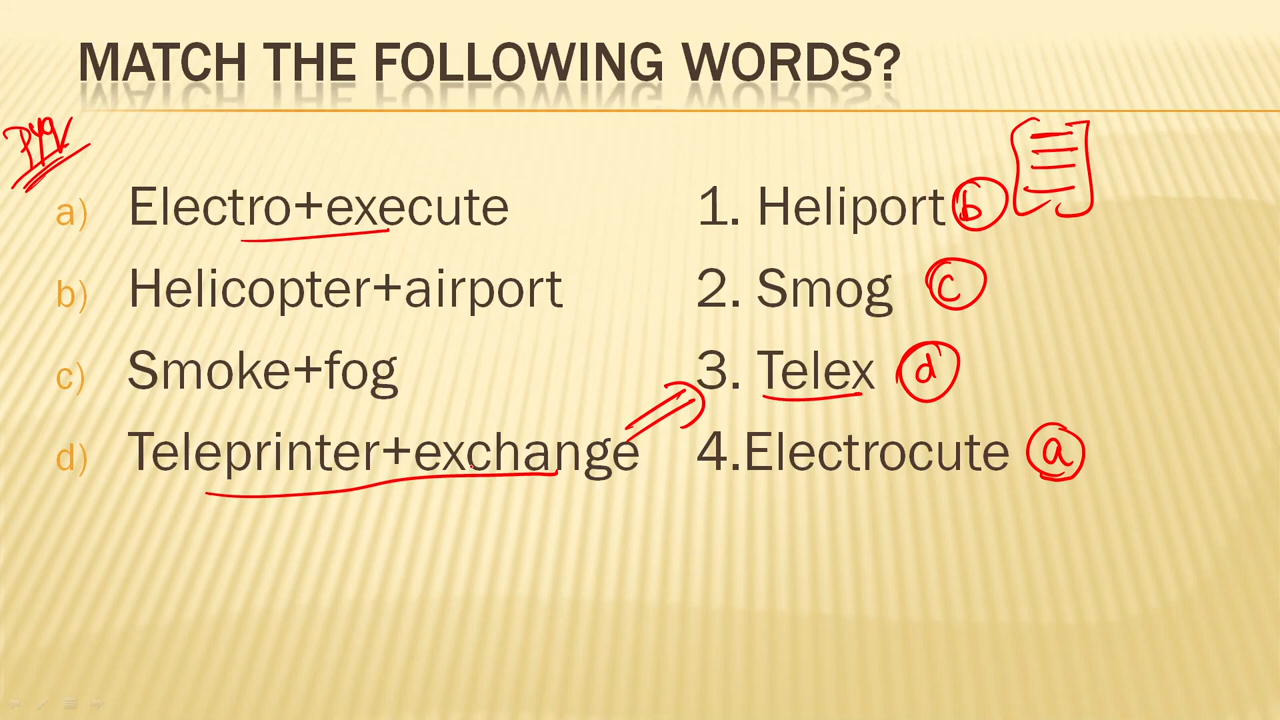 MATCH THE FOLLOWING WORDS?
PYQ
a) Electro+execute 1. Heliport b
b) Helicopter+airport 2. Smog c
c) Smoke+fog 3. Telex d
d) Teleprinter+exchange 4.Electrocute a